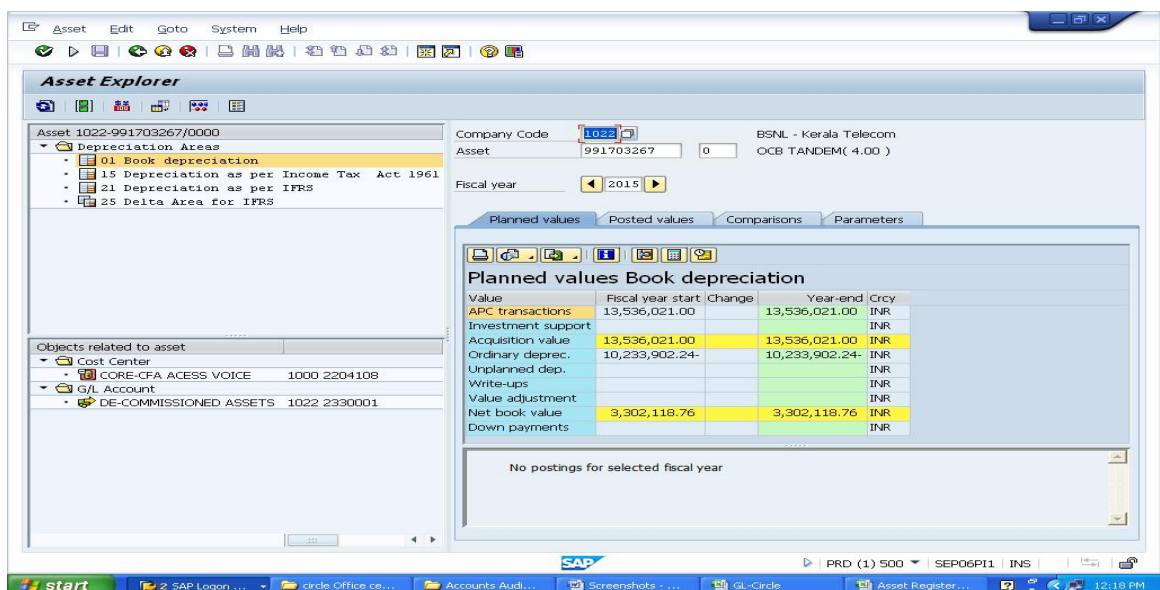 Asset Edit Goto System Help
Asset Explorer
Asset 1022-991703267/0000
Depreciation Areas
01 Book depreciation
15 Depreciation as per Income Tax Act 1961
21 Depreciation as per IFRS
25 Delta Area for IFRS
Objects related to asset
Cost Center
CORE-CFA ACESS VOICE 1000 2204108
G/L Account
DE-COMMISSIONED ASSETS 1022 2330001
Company Code 1022 BSNL - Kerala Telecom
Asset 991703267 0 OCB TANDEM( 4.00 )
Fiscal year 2015
Planned values Posted values Comparisons Parameters
Planned values Book depreciation
Value Fiscal year start Change Year-end Crcy
APC transactions 13,536,021.00 13,536,021.00 INR
Investment support INR
Acquisition value 13,536,021.00 13,536,021.00 INR
Ordinary deprec. 10,233,902.24- 10,233,902.24- INR
Unplanned dep. INR
Write-ups INR
Value adjustment INR
Net book value 3,302,118.76 3,302,118.76 INR
Down payments INR
No postings for selected fiscal year
SAP PRD (1) 500 SEP06PI1 INS
start 2 SAP Logon ... circle Office ce... Accounts Audi... Screenshots - ... GL-Circle Asset Register... 12:18 PM